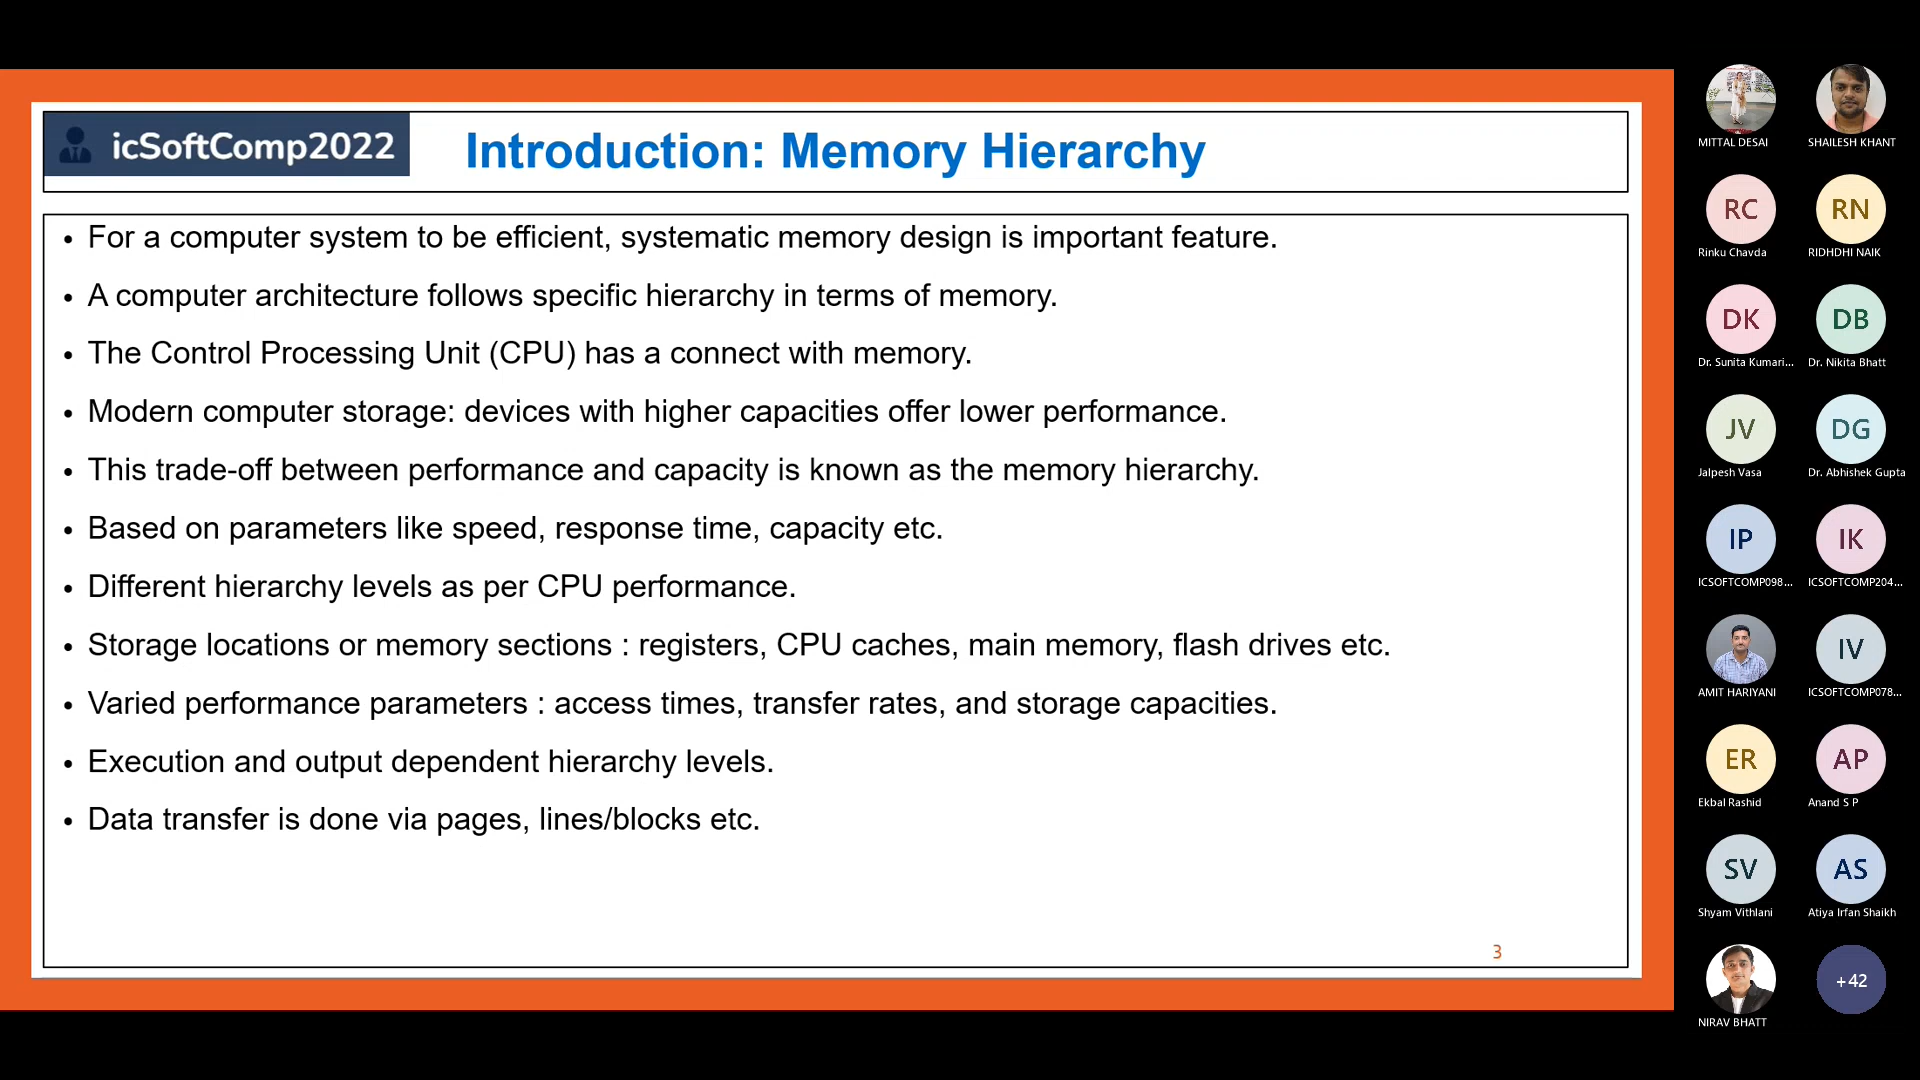 icSoftComp2022
Introduction: Memory Hierarchy
• For a computer system to be efficient, systematic memory design is important feature.
• A computer architecture follows specific hierarchy in terms of memory.
• The Control Processing Unit (CPU) has a connect with memory.
• Modern computer storage: devices with higher capacities offer lower performance.
• This trade-off between performance and capacity is known as the memory hierarchy.
• Based on parameters like speed, response time, capacity etc.
• Different hierarchy levels as per CPU performance.
• Storage locations or memory sections : registers, CPU caches, main memory, flash drives etc.
• Varied performance parameters : access times, transfer rates, and storage capacities.
• Execution and output dependent hierarchy levels.
• Data transfer is done via pages, lines/blocks etc.
3
MITTAL DESAI
SHAILESH KHANT
RC
RN
Rinku Chavda
RIDHDHI NAIK
DK
DB
Dr. Sunita Kumari...
Dr. Nikita Bhatt
JV
DG
Jalpesh Vasa
Dr. Abhishek Gupta
IP
IK
ICSOFTCOMP098...
ICSOFTCOMP204...
IV
AMIT HARIYANI
ICSOFTCOMP078...
ER
AP
Ekbal Rashid
Anand S P
SV
AS
Shyam Vithlani
Atiya Irfan Shaikh
+42
NIRAV BHATT